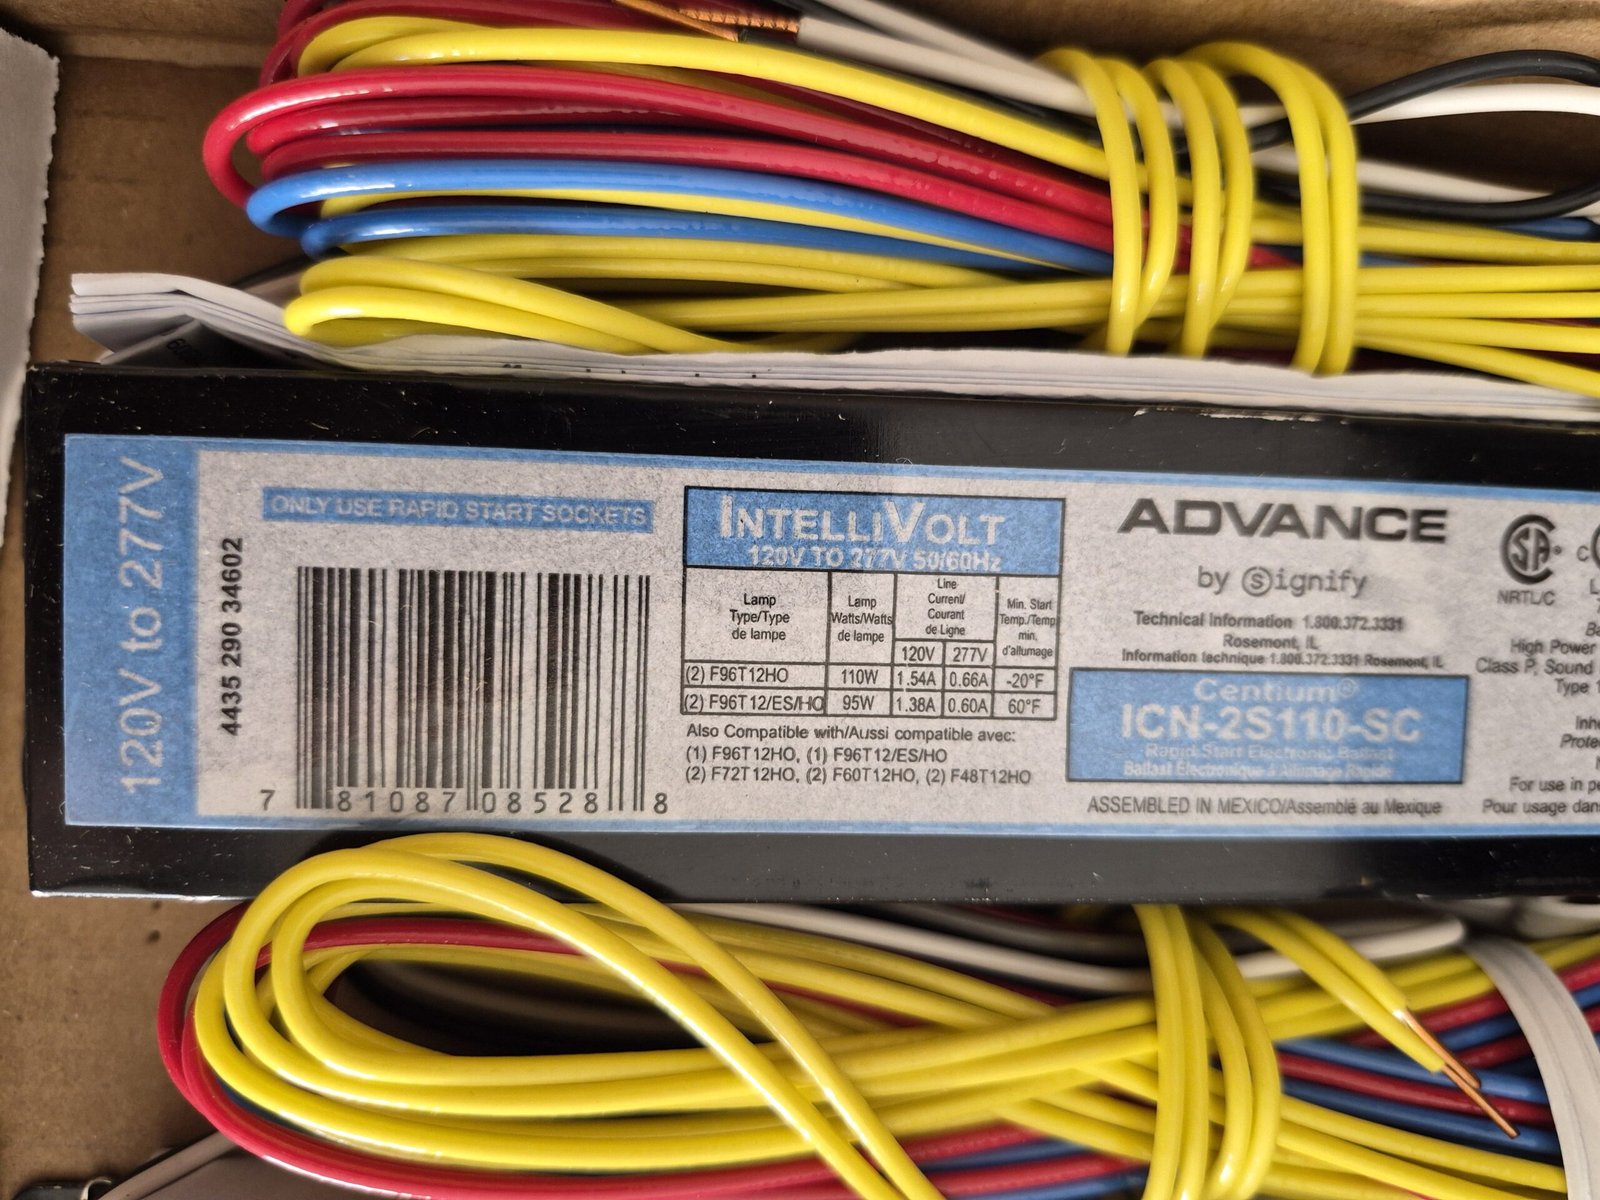 120V to 277V
4435 290 34602
ONLY USE RAPID START SOCKETS
7 81087 08528 8
INTELLIVOLT
120V TO 277V 50/60Hz
Lamp
Type/Type
de lampe
Lamp
Watts/Watts
de lampe
Line
Current/
Courant
de Ligne
120V 277V
Min. Start
Temp./Temp
min.
d'allumage
(2) F96T12HO 110W 1.54A 0.66A -20°F
(2) F96T12/ES/HO 95W 1.38A 0.60A 60°F
Also Compatible with/Aussi compatible avec:
(1) F96T12HO, (1) F96T12/ES/HO
(2) F72T12HO, (2) F60T12HO, (2) F48T12HO
ADVANCE
by Signify
Technical Information 1.800.372.3331
Rosemont, IL
Information technique 1.800.372.3331 Rosemont, IL
Centium®
ICN-2S110-SC
Rapid Start Electronic Ballast
Ballast Électronique à Allumage Rapide
ASSEMBLED IN MEXICO/Assemblé au Mexique
SA
NRTL/C
High Power
Class P, Sound
Type 1
For use in
Pour usage